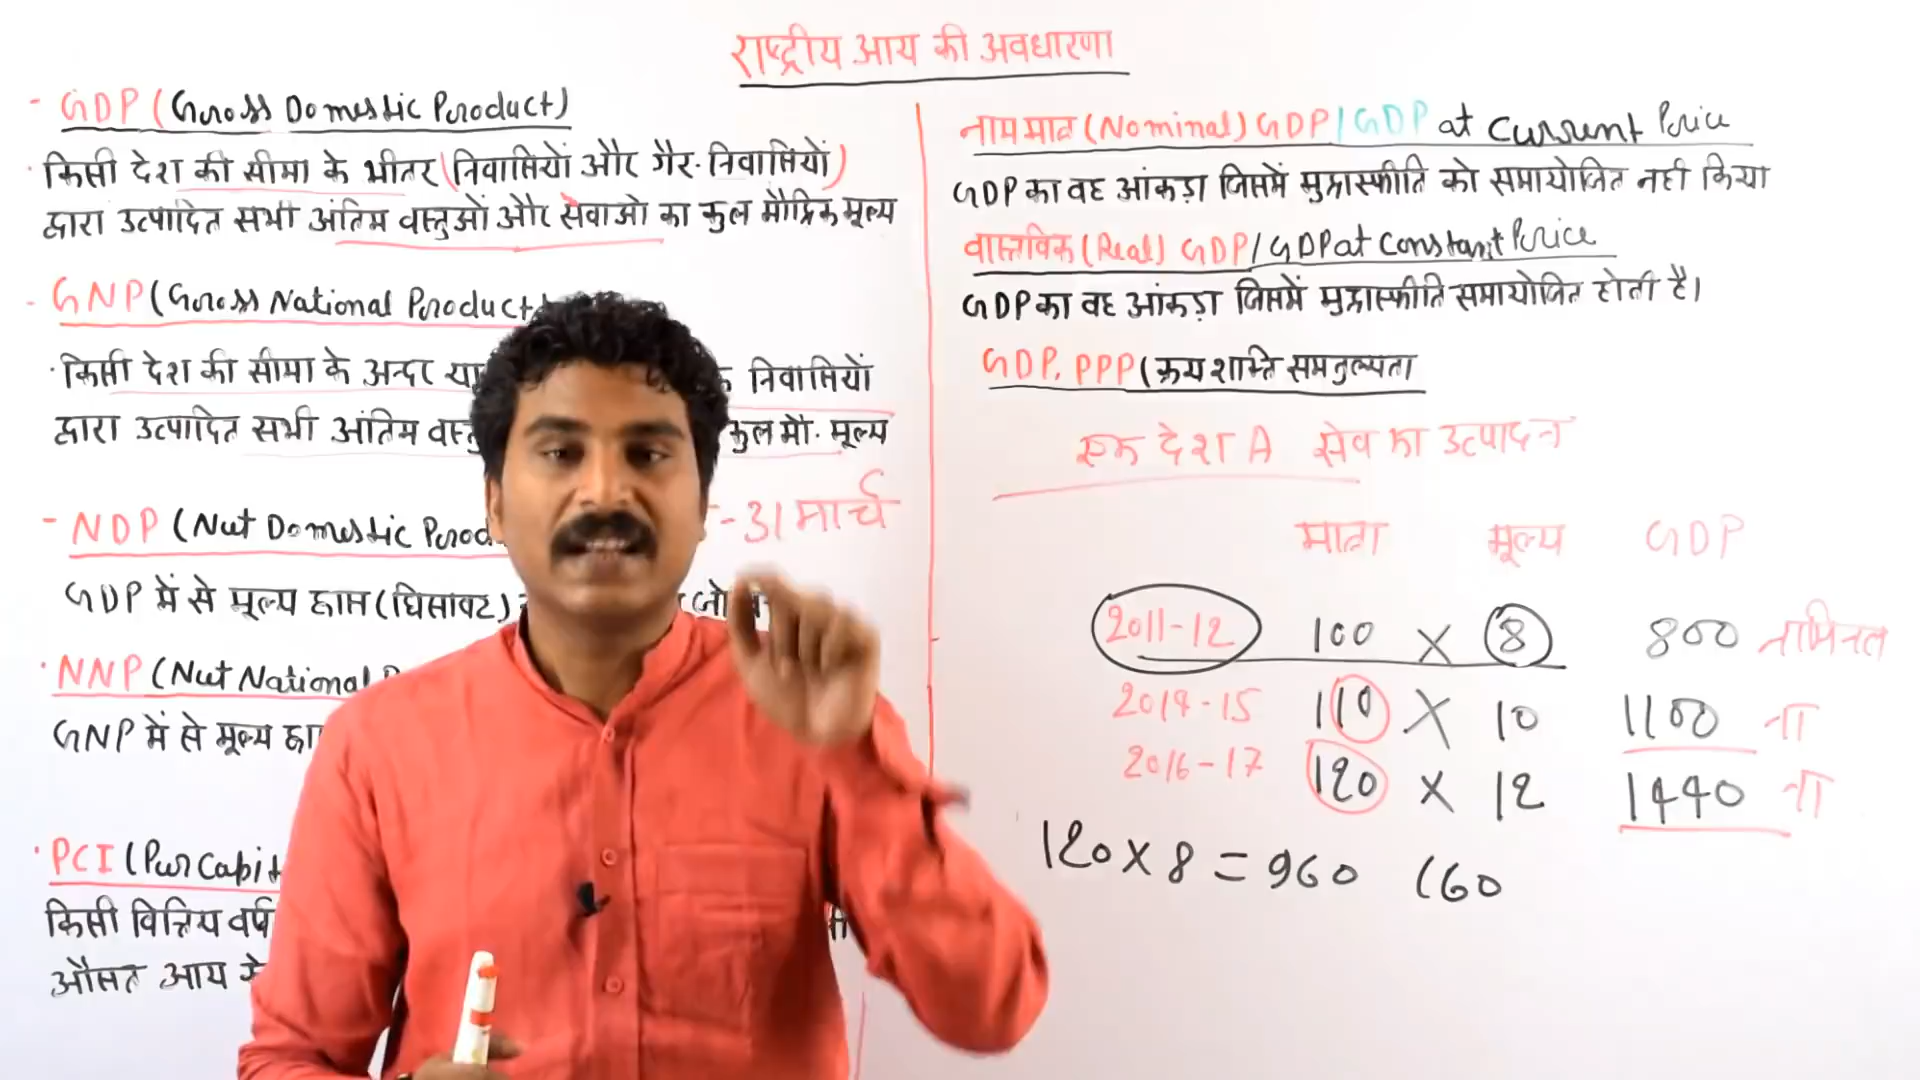 राष्ट्रीय आय की अवधारणा
- GDP (Gross Domestic Product)
· किसी देश की सीमा के भीतर (निवासियों और गैर-निवासियों)
द्वारा उत्पादित सभी अंतिम वस्तुओं और सेवाओ का कुल मौद्रिक मूल्य
- GNP (Gross National Product
· किसी देश की सीमा के अन्दर या निवासियों
द्वारा उत्पादित सभी अंतिम कुल मौ. मूल्य
- NDP (Net Domestic Prod
- 31 मार्च
GDP में से मूल्य ह्रास (घिसावट) जो
· NNP (Net National
GNP में से मूल्य ह्रा
· PCI (Per Capit
किसी वित्तिय वर्ष
औसत आय
नाममात्र (Nominal) GDP/GDP at Current Price
GDP का वह आंकड़ा जिसमें मुद्रास्फीति को समायोजित नही किया
वास्तविक (Real) GDP/GDP at Constant Price
GDP का वह आंकड़ा जिसमें मुद्रास्फीति समायोजित होती है।
GDP. PPP (क्रय शक्ति समतुल्यता
एक देश A सेव का उत्पादन
मात्रा मूल्य GDP
2011-12 100 X 8 800 नामिनल
2014-15 110 X 10 1100 ना
2016-17 120 X 12 1440 ना
120 X 8 = 960 (60